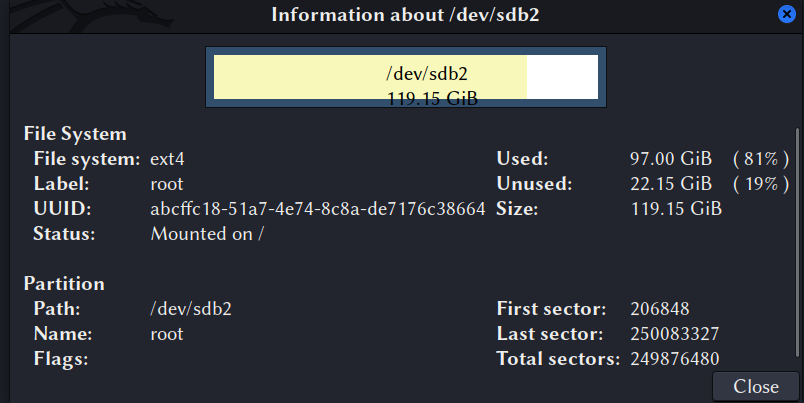 Information about /dev/sdb2
/dev/sdb2
119.15 GiB
File System
File system: ext4 Used: 97.00 GiB ( 81% )
Label: root Unused: 22.15 GiB ( 19% )
UUID: abcffc18-51a7-4e74-8c8a-de7176c38664 Size: 119.15 GiB
Status: Mounted on /
Partition
Path: /dev/sdb2 First sector: 206848
Name: root Last sector: 250083327
Flags: Total sectors: 249876480
Close